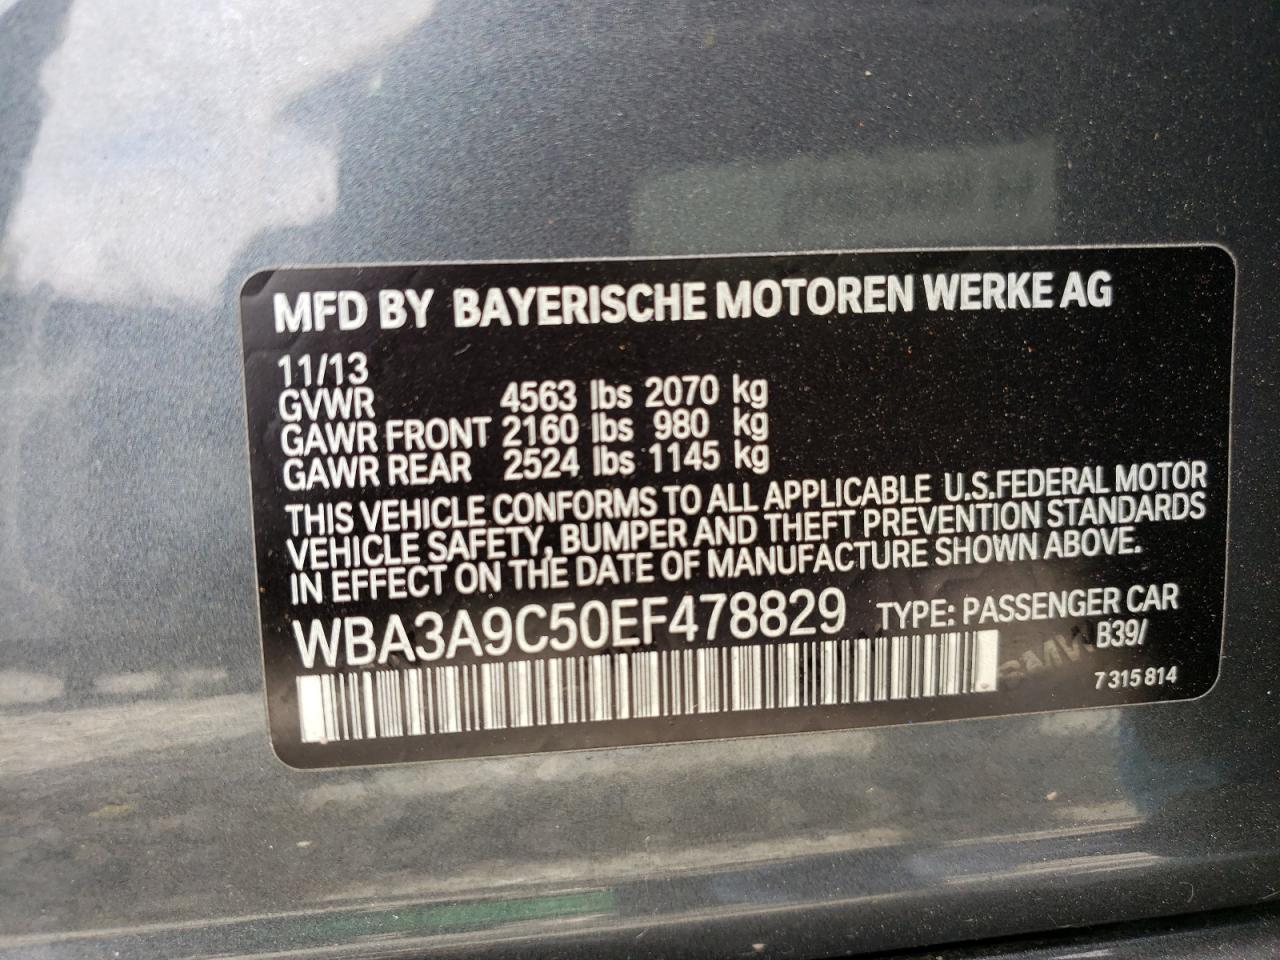 MFD BY BAYERISCHE MOTOREN WERKE AG
11/13
GVWR 4563 lbs 2070 kg
GAWR FRONT 2160 lbs 980 kg
GAWR REAR 2524 lbs 1145 kg
THIS VEHICLE CONFORMS TO ALL APPLICABLE U.S.FEDERAL MOTOR
VEHICLE SAFETY, BUMPER AND THEFT PREVENTION STANDARDS
IN EFFECT ON THE DATE OF MANUFACTURE SHOWN ABOVE.
WBA3A9C50EF478829 TYPE: PASSENGER CAR
B39/
BMW
7 315 814